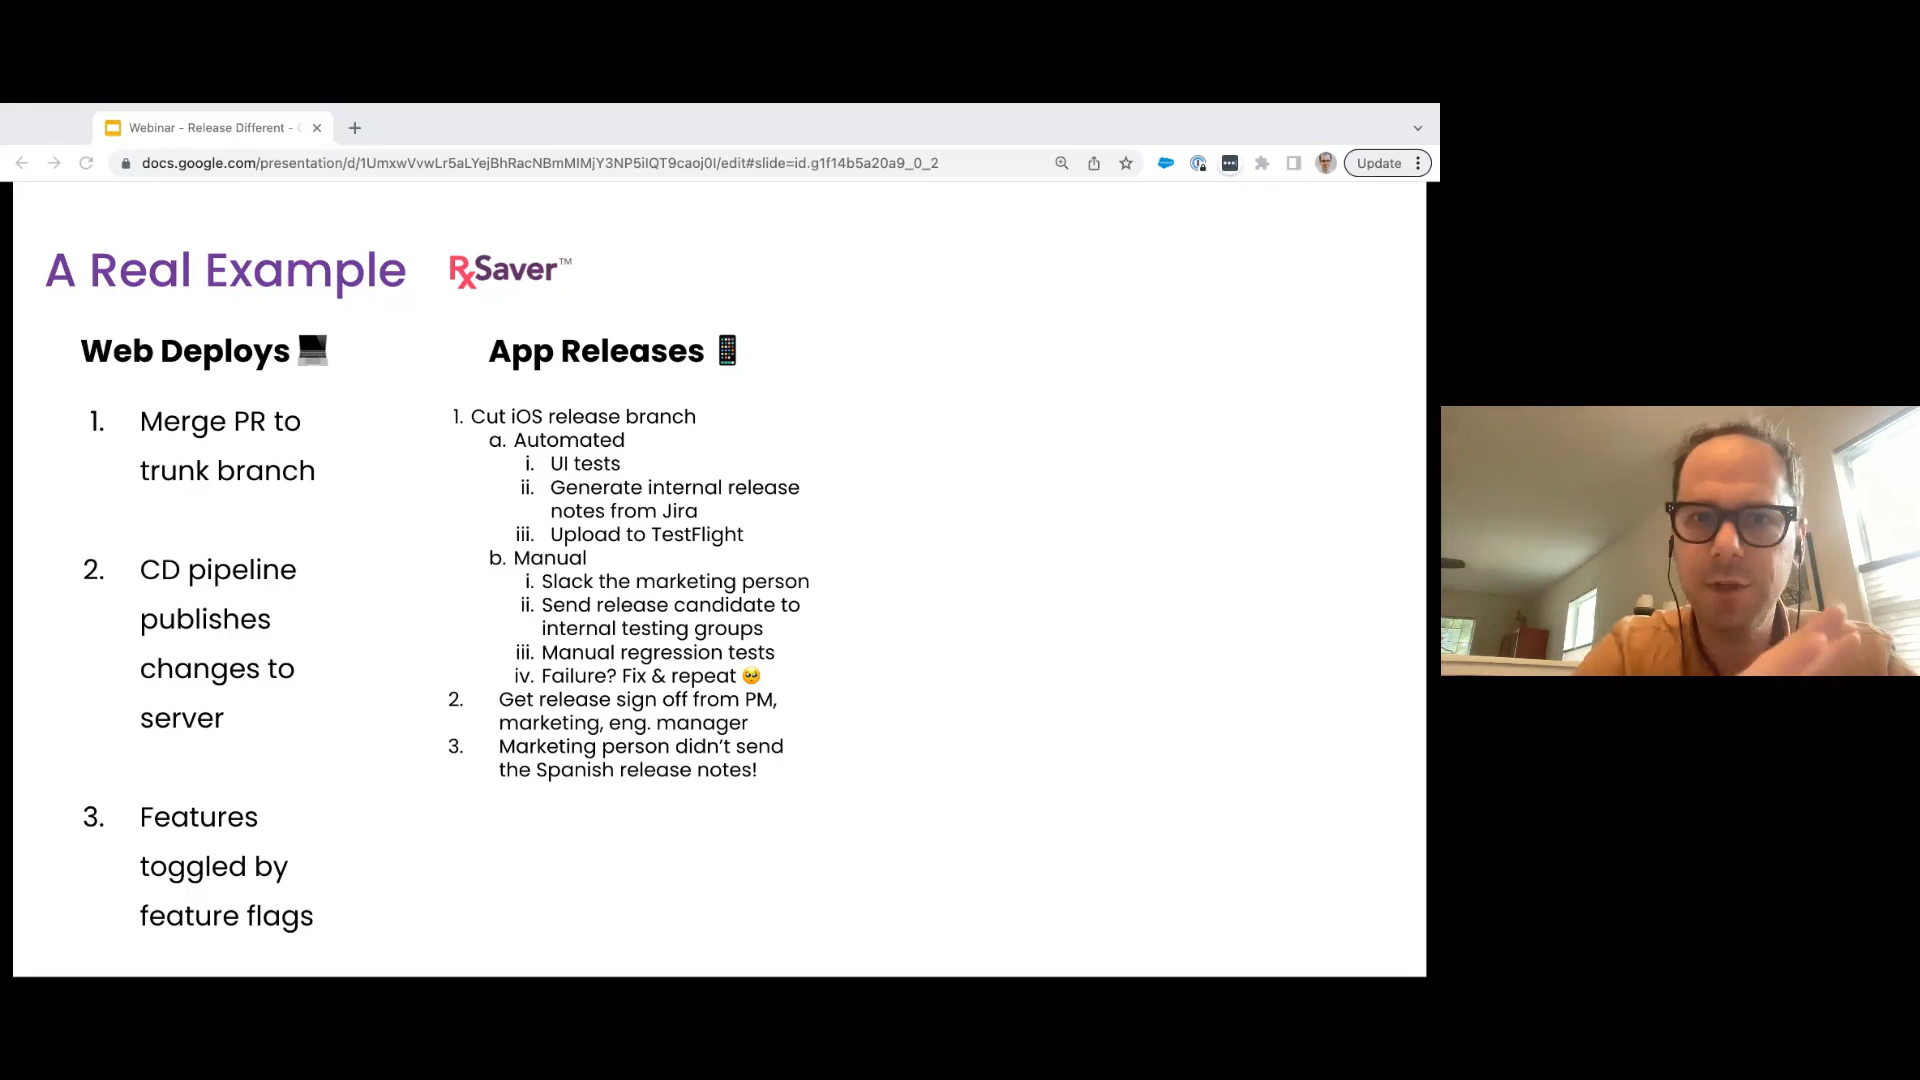 Webinar - Release Different -
docs.google.com/presentation/d/1UmxwVvwLr5aLYejBhRacNBmMIMjY3NP5iIQT9caoj0I/edit#slide=id.g1f14b5a20a9_0_2
Update
A Real Example
RxSaver™
Web Deploys 💻
1. Merge PR to
trunk branch
2. CD pipeline
publishes
changes to
server
3. Features
toggled by
feature flags
App Releases 📱
1. Cut iOS release branch
a. Automated
i. UI tests
ii. Generate internal release
notes from Jira
iii. Upload to TestFlight
b. Manual
i. Slack the marketing person
ii. Send release candidate to
internal testing groups
iii. Manual regression tests
iv. Failure? Fix & repeat 🥺
2. Get release sign off from PM,
marketing, eng. manager
3. Marketing person didn’t send
the Spanish release notes!